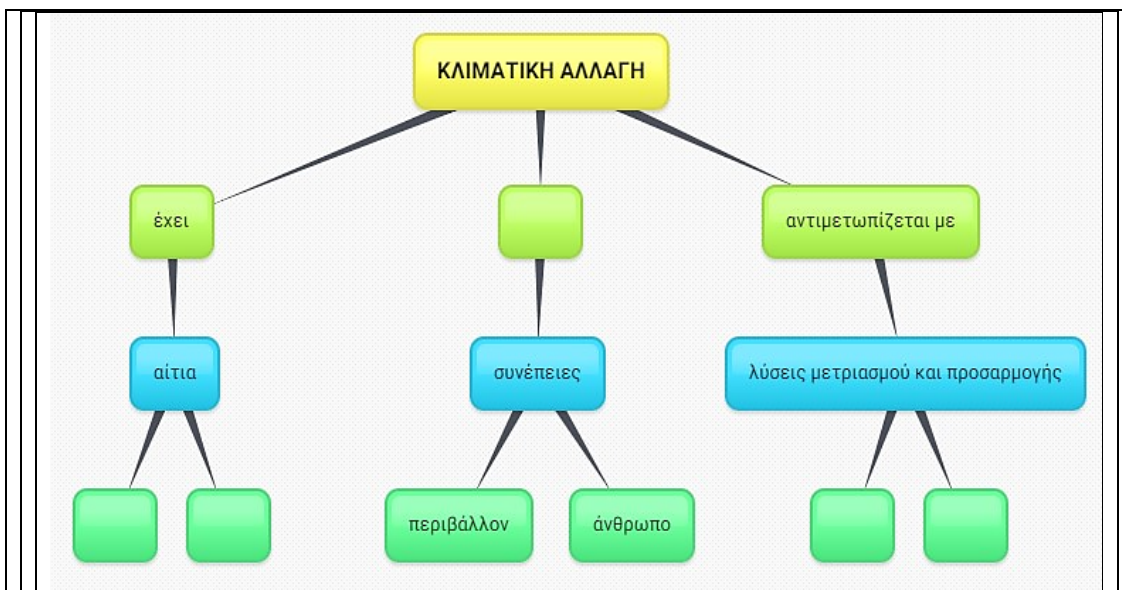 ΚΛΙΜΑΤΙΚΗ ΑΛΛΑΓΗ
έχει
αντιμετωπίζεται με
αίτια
συνέπειες
λύσεις μετριασμού και προσαρμογής
περιβάλλον
άνθρωπο